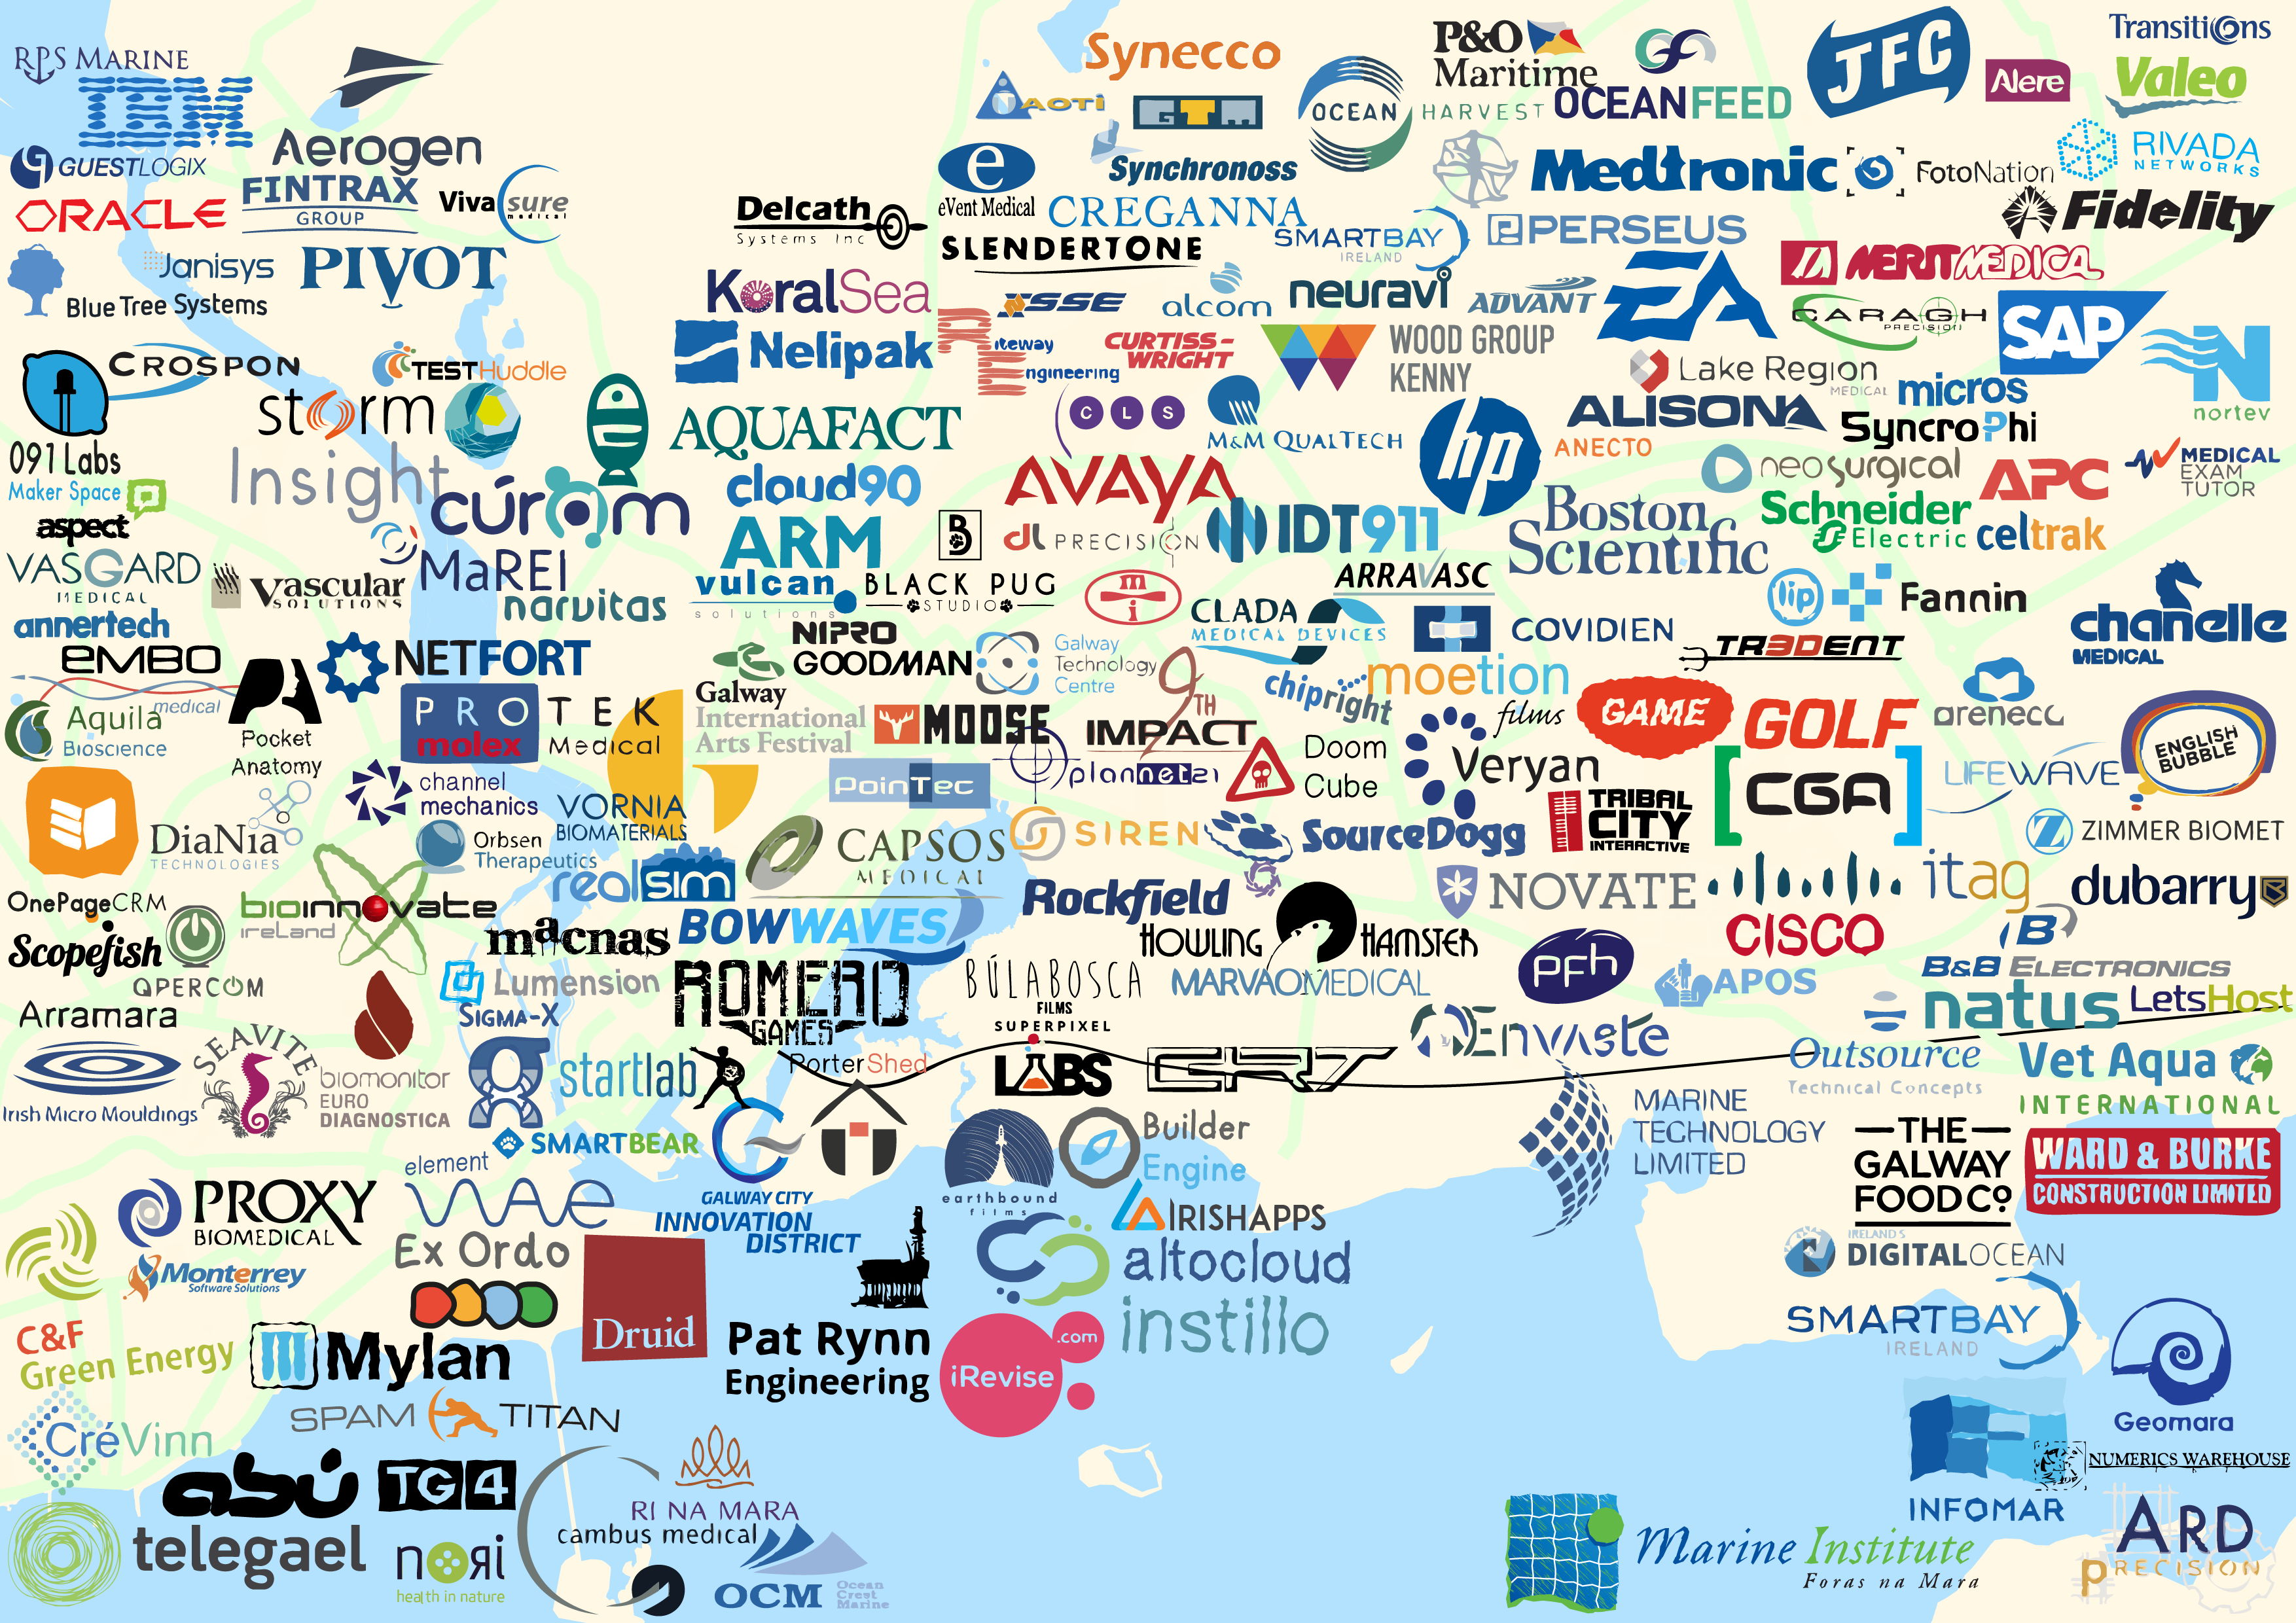 RPS MARINE
IBM
GUESTLOGIX
ORACLE
Aerogen
FINTRAX
GROUP
Vivasure
medical
Janisys
Blue Tree Systems
PIVOT
Synecco
AOTI
GTM
Synchronoss
e
eVent Medical
CREGANNA
Delcath
Systems Inc
SLENDERTONE
OCEAN
HARVEST
P&O
Maritime
OCEANFEED
JFC
Alere
Transitions
Valeo
RIVADA
NETWORKS
Medtronic
FotoNation
Fidelity
SMARTBAY
IRELAND
PERSEUS
MERITMEDICAL
KoralSea
SSE
alcom
neuravi
ADVANT
EA
CARAGH
PRECISION
SAP
nortev
Nelipak
Riteway
Engineering
CURTISS-
WRIGHT
WOOD GROUP
KENNY
Lake Region
MEDICAL
micros
CROSPON
TESTHuddle
storm
091 Labs
Maker Space
AQUAFACT
CLS
M&M QUALTECH
hp
ALISON
ANECTO
SyncroPhi
Insight
cúram
cloud90
AVAYA
neosurgical
APC
MEDICAL
EXAM
TUTOR
aspect
ARM
B
dL PRECISION
IDT911
Boston
Scientific
Schneider
Electric
celtrak
VASGARD
MEDICAL
Vascular
SOLUTIONS
MaREI
narvitas
vulcan
solutions
BLACK PUG
STUDIO
mi
ARRAVASC
CLADA
MEDICAL DEVICES
COVIDIEN
lip
Fannin
chanelle
MEDICAL
annertech
EMBO
medical
NETFORT
NIPRO
GOODMAN
Galway
Technology
Centre
TR3DENT
Galway
International
Arts Festival
9TH
IMPACT
chipright
moetion
films
GAME
GOLF
arenecc
Aquila
Bioscience
Pocket
Anatomy
PROTEK
molex Medical
MOOSE
plannet21
Doom
Cube
Veryan
[CGA]
LIFEWAVE
ENGLISH
BUBBLE
channel
mechanics
VORNIA
BIOMATERIALS
PoinTec
TRIBAL
CITY
INTERACTIVE
ZIMMER BIOMET
DiaNia
TECHNOLOGIES
Orbsen
Therapeutics
CAPSOS
MEDICAL
SIREN
SourceDogg
realsim
OnePageCRM
bioinnovate
ireland
Scopefish
OPERCOM
macnas
BOWWAVES
Rockfield
NOVATE
CISCO
itag
dubarry
Lumension
SIGMA-X
ROMERO
GAMES
BÚLABOSCA
FILMS
HOWLING HAMSTER
MARVAOMEDICAL
pfh
APOS
B
B&B ELECTRONICS
natus
LetsHost
Arramara
Irish Micro Mouldings
SEAVITE
biomonitor
EURO
DIAGNOSTICA
startlab
PorterShed
SUPERPIXEL
LABS
CRT
Envaste
Outsource
Technical Concepts
Vet Aqua
INTERNATIONAL
SMARTBEAR
earthbound
films
Builder
Engine
MARINE
TECHNOLOGY
LIMITED
THE
GALWAY
FOOD Co
WARD & BURKE
CONSTRUCTION LIMITED
element
WAVE
PROXY
BIOMEDICAL
GALWAY CITY
INNOVATION
DISTRICT
IRISHAPPS
altocloud
IRELAND'S
DIGITALOCEAN
Monterrey
Software Solutions
Ex Ordo
Druid
Pat Rynn
Engineering
iRevise
.com
instillo
SMARTBAY
IRELAND
C&F
Green Energy
Mylan
SPAM TITAN
Geomara
CréVinn
abú
TG4
RI NA MARA
cambus medical
INFOMAR
NUMERICS WAREHOUSE
telegael
nori
health in nature
OCM
Ocean
Crest
Marine
Marine Institute
Foras na Mara
ARD
PRECISION